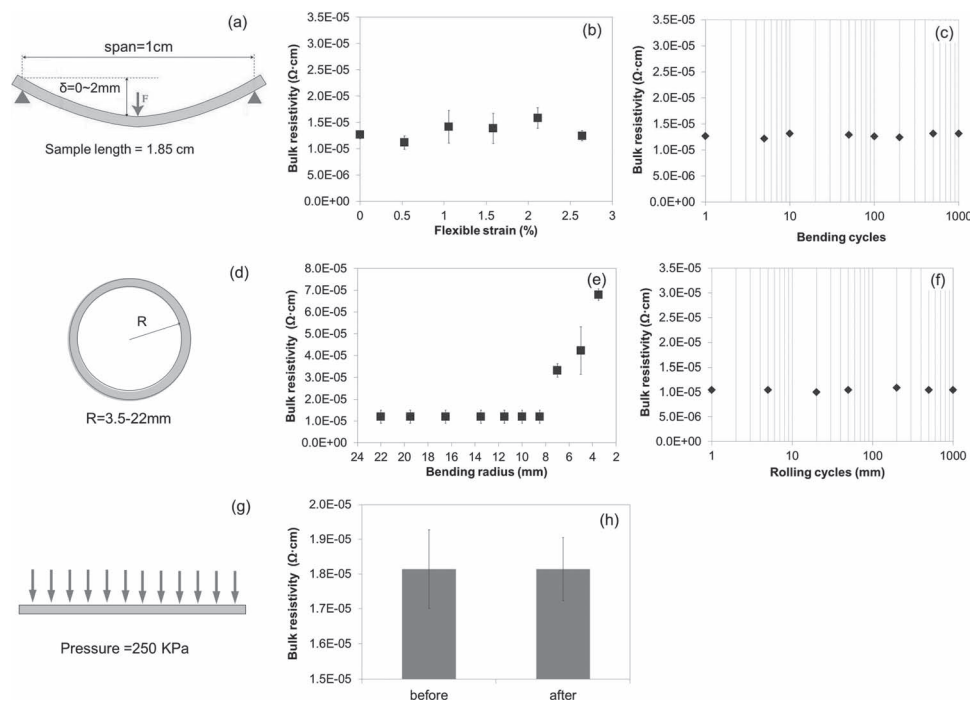 (a)
span=1cm
δ=0~2mm
F
Sample length = 1.85 cm
(b)
Bulk resistivity (Ω·cm)
3.5E-05
3.0E-05
2.5E-05
2.0E-05
1.5E-05
1.0E-05
5.0E-06
0.0E+00
0 0.5 1 1.5 2 2.5 3
Flexible strain (%)
(c)
Bulk resistivity (Ω·cm)
3.5E-05
3.0E-05
2.5E-05
2.0E-05
1.5E-05
1.0E-05
5.0E-06
0.0E+00
1 10 100 1000
Bending cycles
(d)
R
R=3.5-22mm
(e)
Bulk resistivity (Ω·cm)
8.0E-05
7.0E-05
6.0E-05
5.0E-05
4.0E-05
3.0E-05
2.0E-05
1.0E-05
0.0E+00
24 22 20 18 16 14 12 10 8 6 4 2
Bending radius (mm)
(f)
Bulk resistivity (Ω·cm)
3.5E-05
3.0E-05
2.5E-05
2.0E-05
1.5E-05
1.0E-05
5.0E-06
0.0E+00
1 10 100 1000
Rolling cycles (mm)
(g)
Pressure =250 KPa
(h)
Bulk resistivity (Ω·cm)
2.0E-05
1.9E-05
1.8E-05
1.7E-05
1.6E-05
1.5E-05
before after